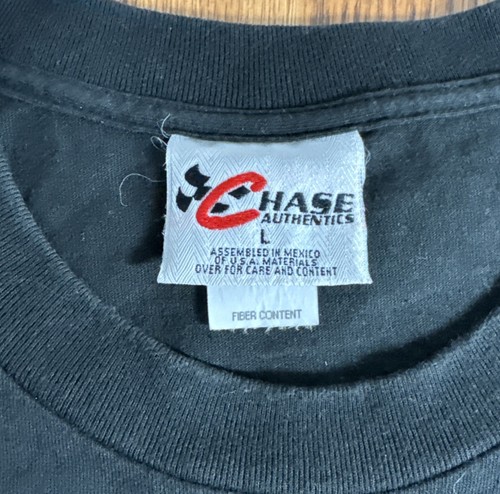 CHASE
AUTHENTICS
L
ASSEMBLED IN MEXICO
OF U.S.A. MATERIALS
OVER FOR CARE AND CONTENT
FIBER CONTENT